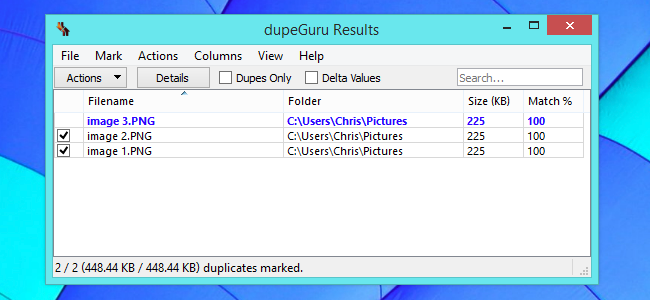 dupeGuru Results
File Mark Actions Columns View Help
Actions Details Dupes Only Delta Values Search...
Filename Folder Size (KB) Match %
image 3.PNG C:\Users\Chris\Pictures 225 100
image 2.PNG C:\Users\Chris\Pictures 225 100
image 1.PNG C:\Users\Chris\Pictures 225 100
2 / 2 (448.44 KB / 448.44 KB) duplicates marked.